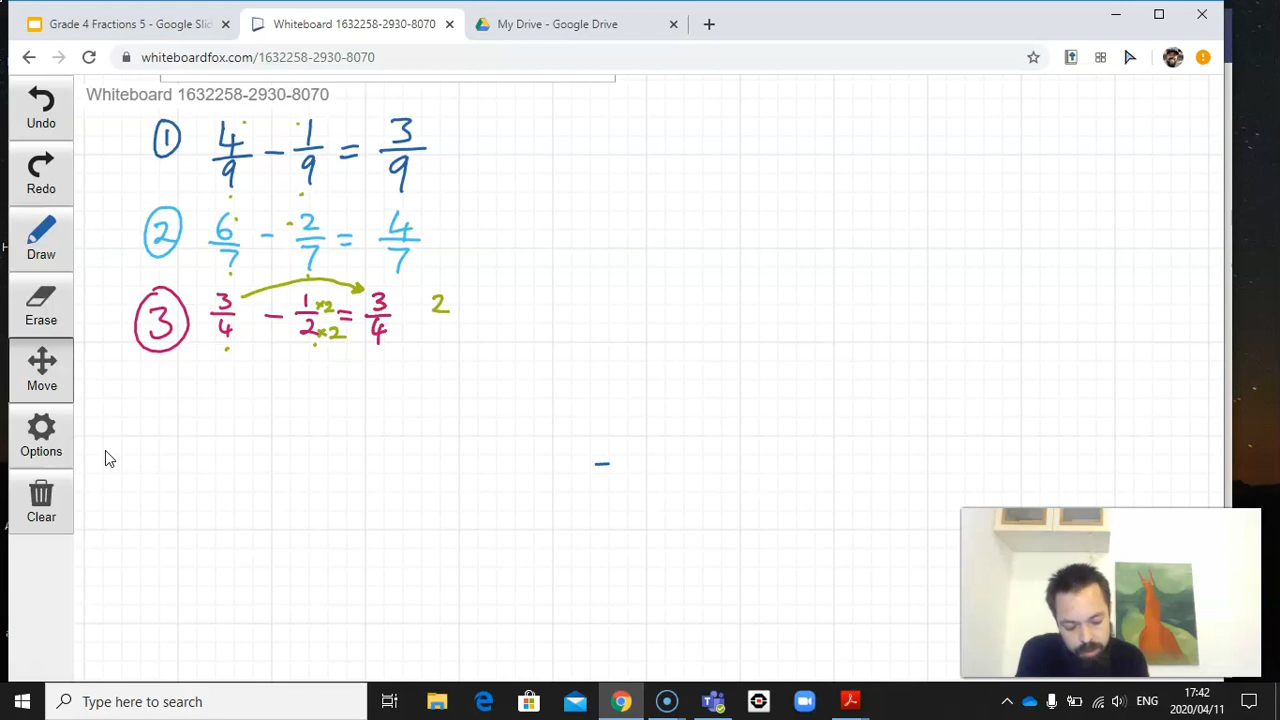 Grade 4 Fractions 5 - Google Slid
Whiteboard 1632258-2930-8070
My Drive - Google Drive
whiteboardfox.com/1632258-2930-8070
Whiteboard 1632258-2930-8070
Undo
Redo
Draw
Erase
Move
Options
Clear
① 4/9 - 1/9 = 3/9
② 6/7 - 2/7 = 4/7
③ 3/4 - 1×2/2×2 = 3/4 2
-
Type here to search
ENG
17:42
2020/04/11